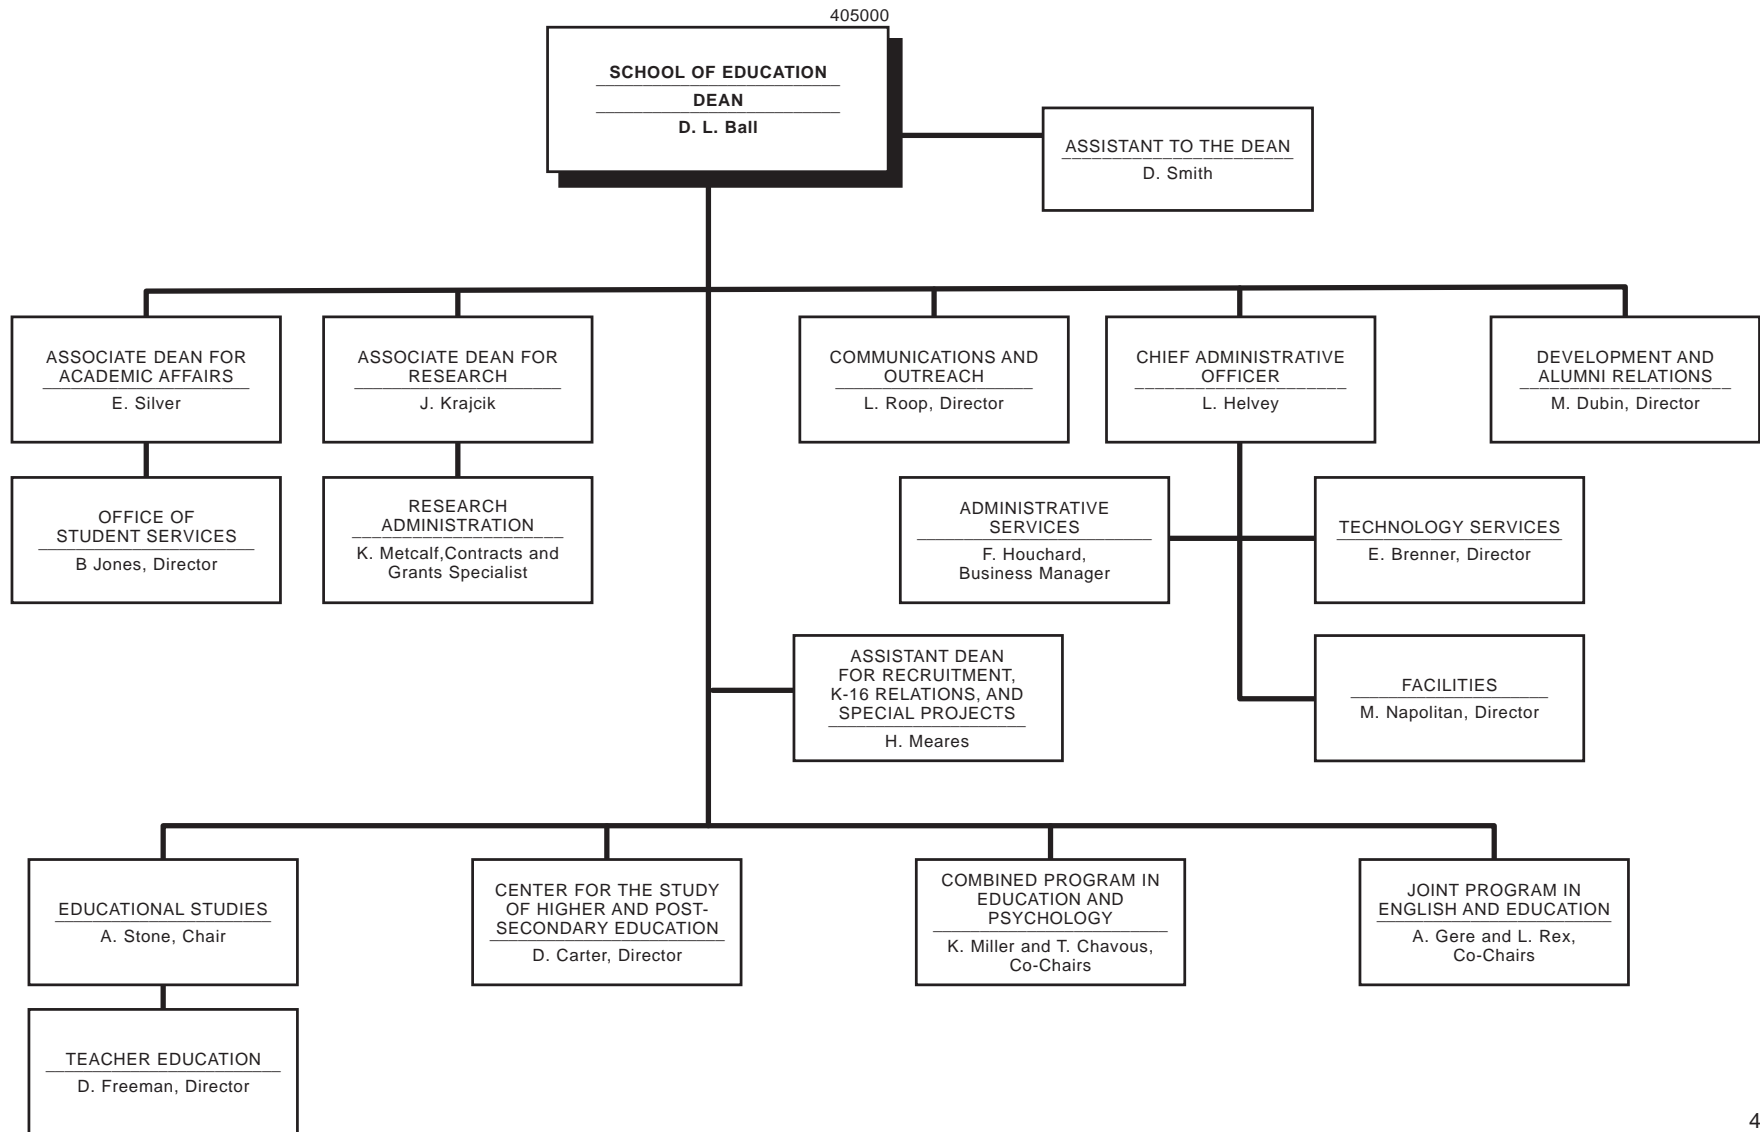 405000
SCHOOL OF EDUCATION
DEAN
D. L. Ball
ASSISTANT TO THE DEAN
D. Smith
ASSOCIATE DEAN FOR
ACADEMIC AFFAIRS
E. Silver
ASSOCIATE DEAN FOR
RESEARCH
J. Krajcik
COMMUNICATIONS AND
OUTREACH
L. Roop, Director
CHIEF ADMINISTRATIVE
OFFICER
L. Helvey
DEVELOPMENT AND
ALUMNI RELATIONS
M. Dubin, Director
OFFICE OF
STUDENT SERVICES
B Jones, Director
RESEARCH
ADMINISTRATION
K. Metcalf,Contracts and
Grants Specialist
ADMINISTRATIVE
SERVICES
F. Houchard,
Business Manager
TECHNOLOGY SERVICES
E. Brenner, Director
ASSISTANT DEAN
FOR RECRUITMENT,
K-16 RELATIONS, AND
SPECIAL PROJECTS
H. Meares
FACILITIES
M. Napolitan, Director
EDUCATIONAL STUDIES
A. Stone, Chair
CENTER FOR THE STUDY
OF HIGHER AND POST-
SECONDARY EDUCATION
D. Carter, Director
COMBINED PROGRAM IN
EDUCATION AND
PSYCHOLOGY
K. Miller and T. Chavous,
Co-Chairs
JOINT PROGRAM IN
ENGLISH AND EDUCATION
A. Gere and L. Rex,
Co-Chairs
TEACHER EDUCATION
D. Freeman, Director
4